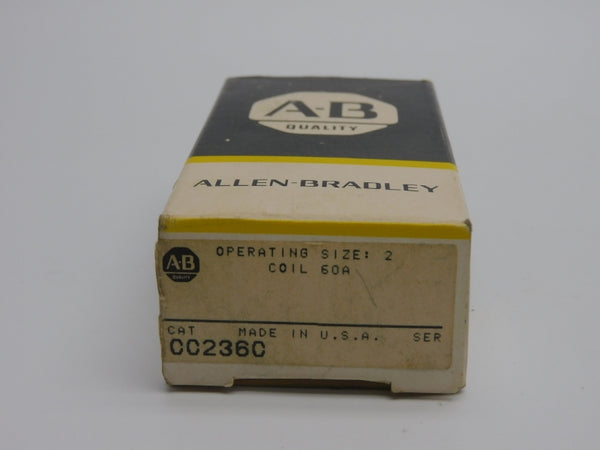 A-B
QUALITY
ALLEN-BRADLEY
A-B
QUALITY
OPERATING SIZE: 2
COIL 60A
CAT MADE IN U.S.A. SER
CC236C